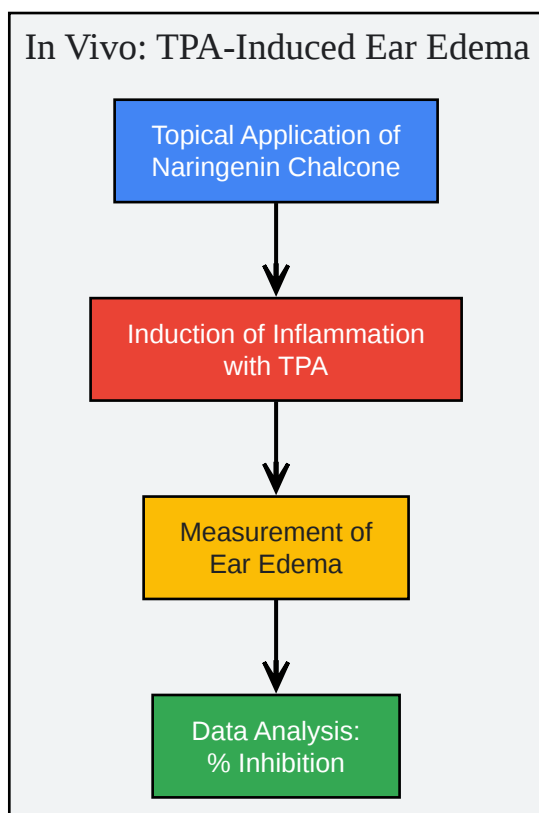 In Vivo: TPA-Induced Ear Edema
Topical Application of
Naringenin Chalcone
Induction of Inflammation
with TPA
Measurement of
Ear Edema
Data Analysis:
% Inhibition